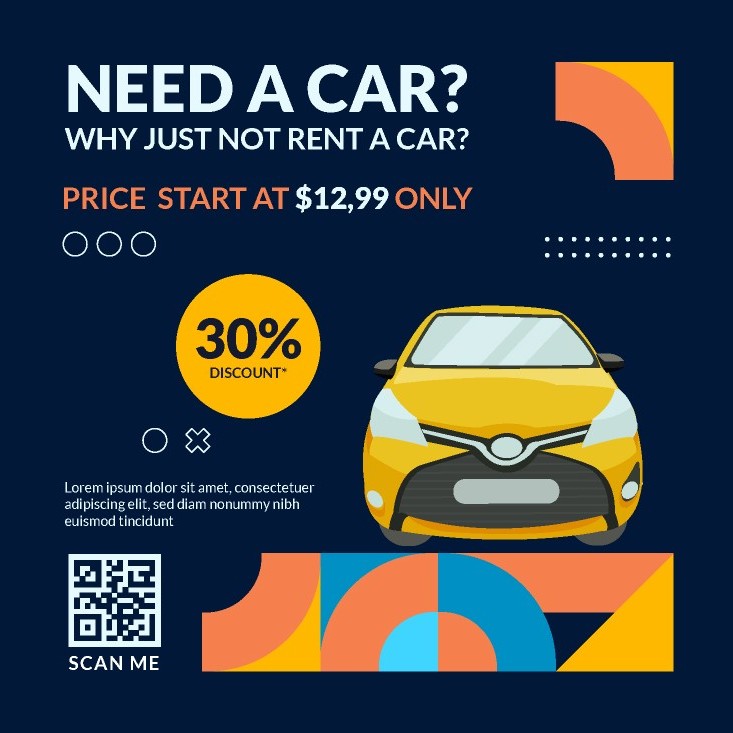 NEED A CAR?
WHY JUST NOT RENT A CAR?
PRICE START AT $12,99 ONLY
30%
DISCOUNT*
Lorem ipsum dolor sit amet, consectetuer
adipiscing elit, sed diam nonummy nibh
euismod tincidunt
SCAN ME